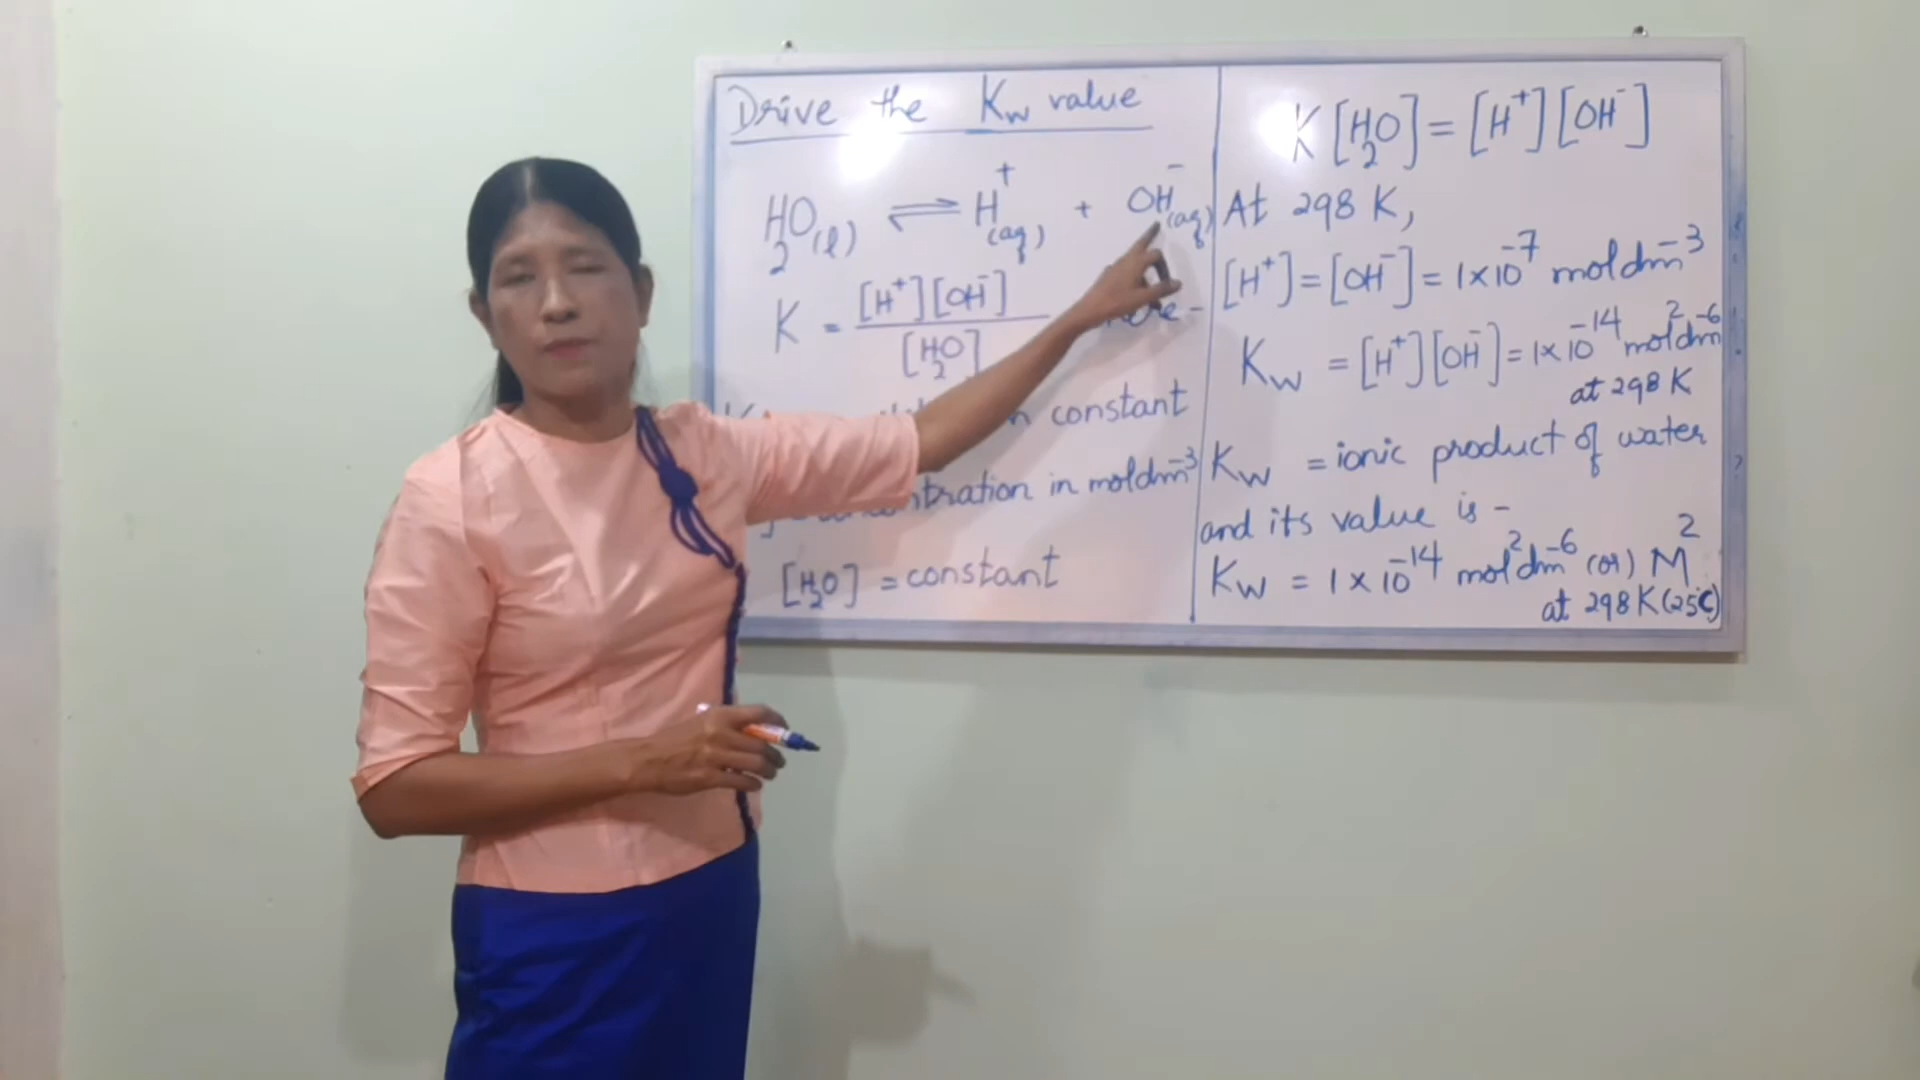 Drive the Kw value
H₂O(l) ⇌ H⁺(aq) + OH⁻(aq)
K = [H⁺][OH⁻] / [H₂O]
constant
in moldm⁻³
[H₂O] = constant
K[H₂O] = [H⁺][OH⁻]
At 298 K,
[H⁺] = [OH⁻] = 1×10⁻⁷ moldm⁻³
Kw = [H⁺][OH⁻] = 1×10⁻¹⁴ mol²dm⁻⁶
at 298 K
Kw = ionic product of water
and its value is -
Kw = 1 × 10⁻¹⁴ mol²dm⁻⁶ (or) M²
at 298 K (25°C)